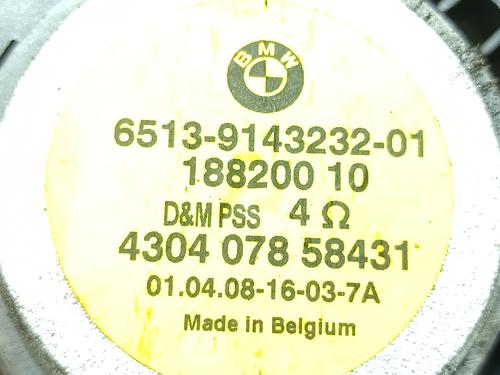 BMW
6513-9143232-01
188200 10
D&M PSS 4 Ω
4304 078 58431
01.04.08-16-03-7A
Made in Belgium